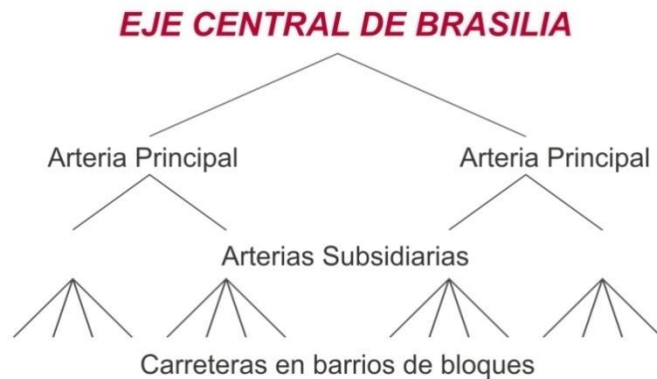 EJE CENTRAL DE BRASILIA
Arteria Principal
Arteria Principal
Arterias Subsidiarias
Carreteras en barrios de bloques